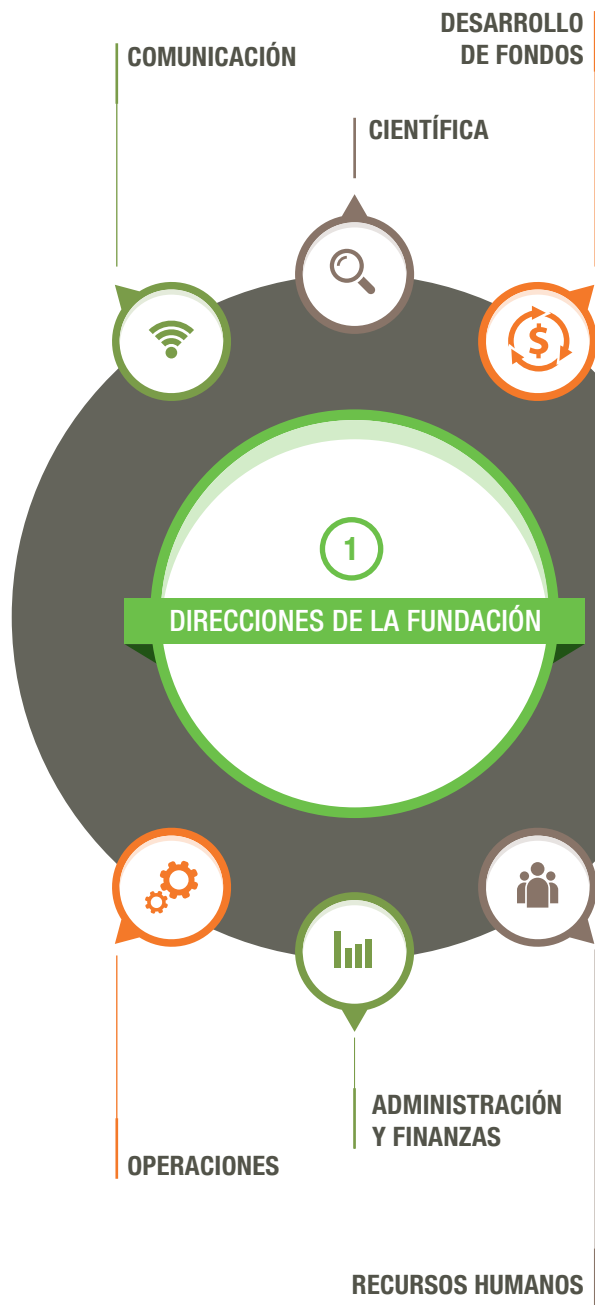 DESARROLLO
DE FONDOS
COMUNICACIÓN
CIENTÍFICA
$
1
DIRECCIONES DE LA FUNDACIÓN
ADMINISTRACIÓN
Y FINANZAS
OPERACIONES
RECURSOS HUMANOS